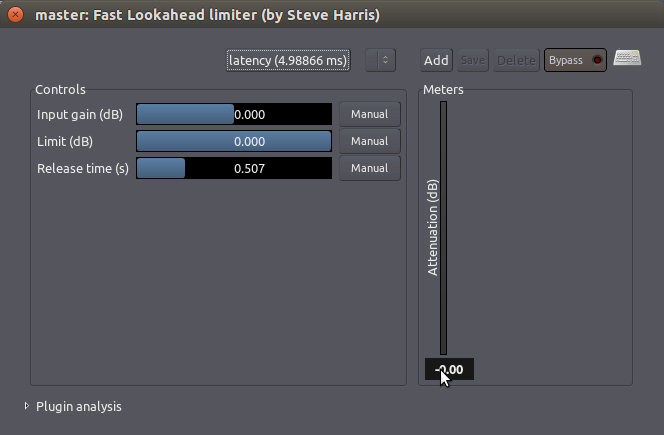 master: Fast Lookahead limiter (by Steve Harris)
latency (4.98866 ms)
Add
Save
Delete
Bypass
Controls
Input gain (dB)
0.000
Manual
Limit (dB)
0.000
Manual
Release time (s)
0.507
Manual
Meters
Attenuation (dB)
-0.00
Plugin analysis